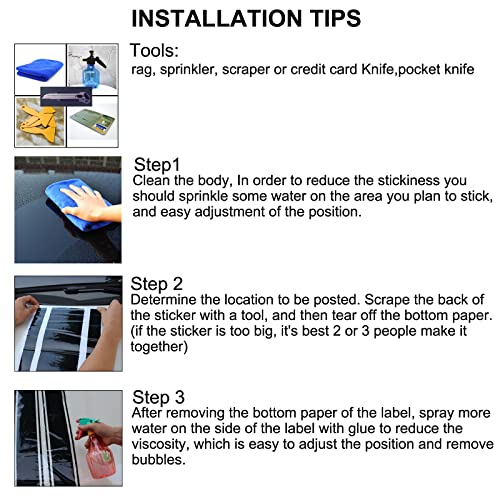 INSTALLATION TIPS
Tools:
rag, sprinkler, scraper or credit card Knife,pocket knife
Step1
Clean the body, In order to reduce the stickiness you
should sprinkle some water on the area you plan to stick,
and easy adjustment of the position.
Step 2
Determine the location to be posted. Scrape the back of
the sticker with a tool, and then tear off the bottom paper.
(if the sticker is too big, it's best 2 or 3 people make it
together)
Step 3
After removing the bottom paper of the label, spray more
water on the side of the label with glue to reduce the
viscosity, which is easy to adjust the position and remove
bubbles.